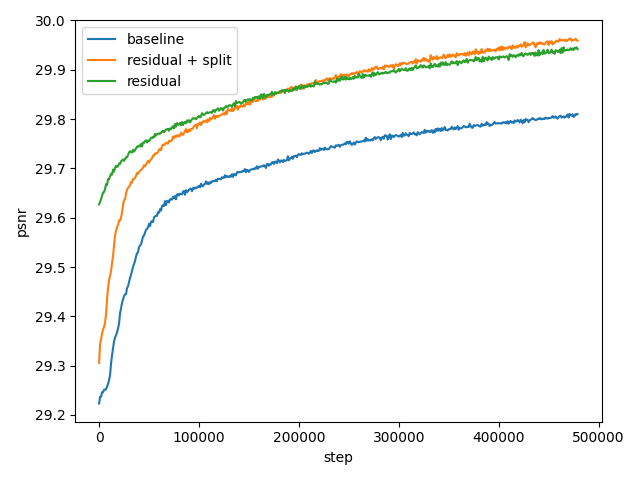 baseline
residual + split
residual
30.0
29.9
29.8
29.7
29.6
29.5
29.4
29.3
29.2
psnr
0 100000 200000 300000 400000 500000
step